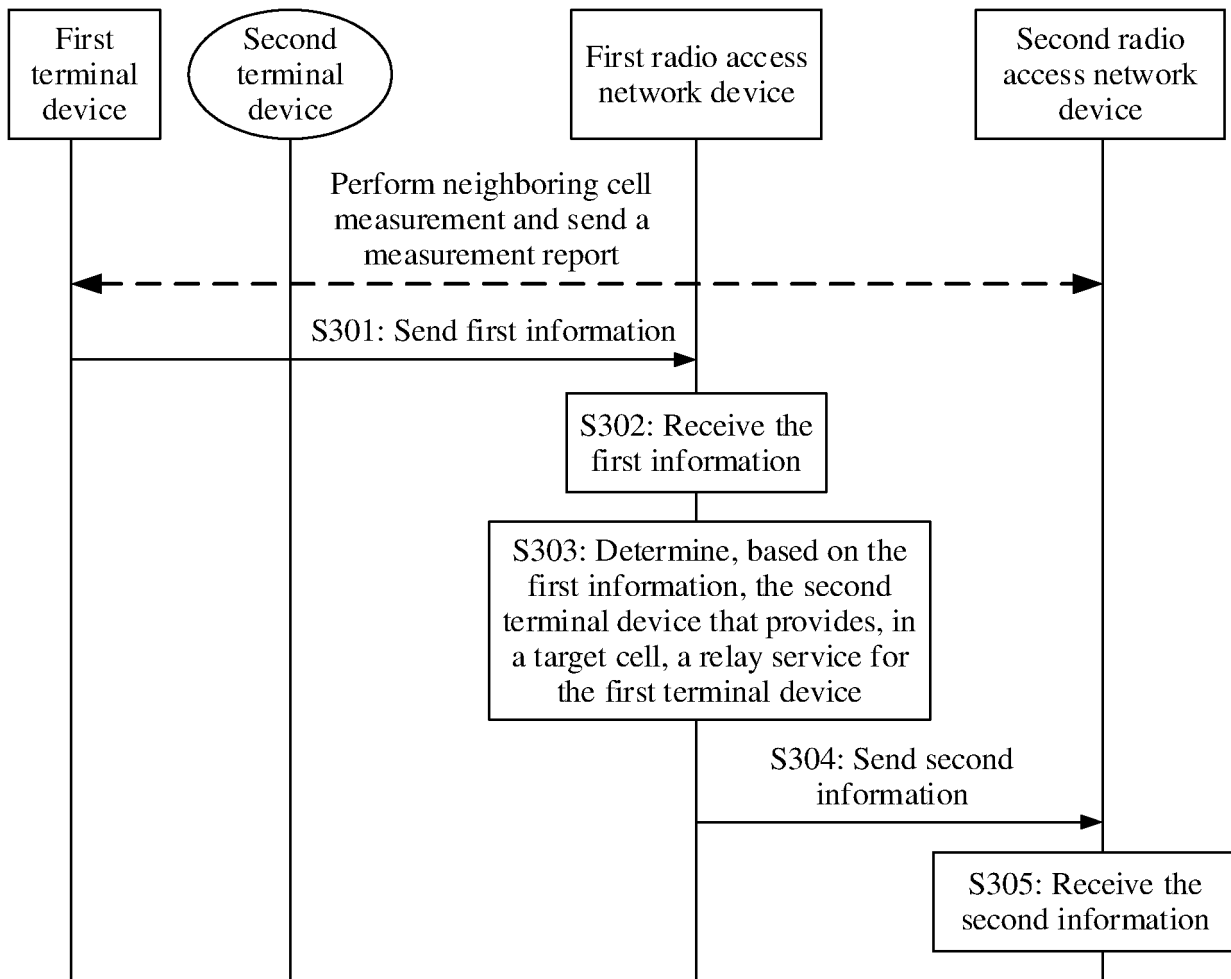 First
terminal
device
Second
terminal
device
First radio access
network device
Second radio
access network
device
Perform neighboring cell
measurement and send a
measurement report
S301: Send first information
S302: Receive the
first information
S303: Determine, based on the
first information, the second
terminal device that provides, in
a target cell, a relay service for
the first terminal device
S304: Send second
information
S305: Receive the
second information